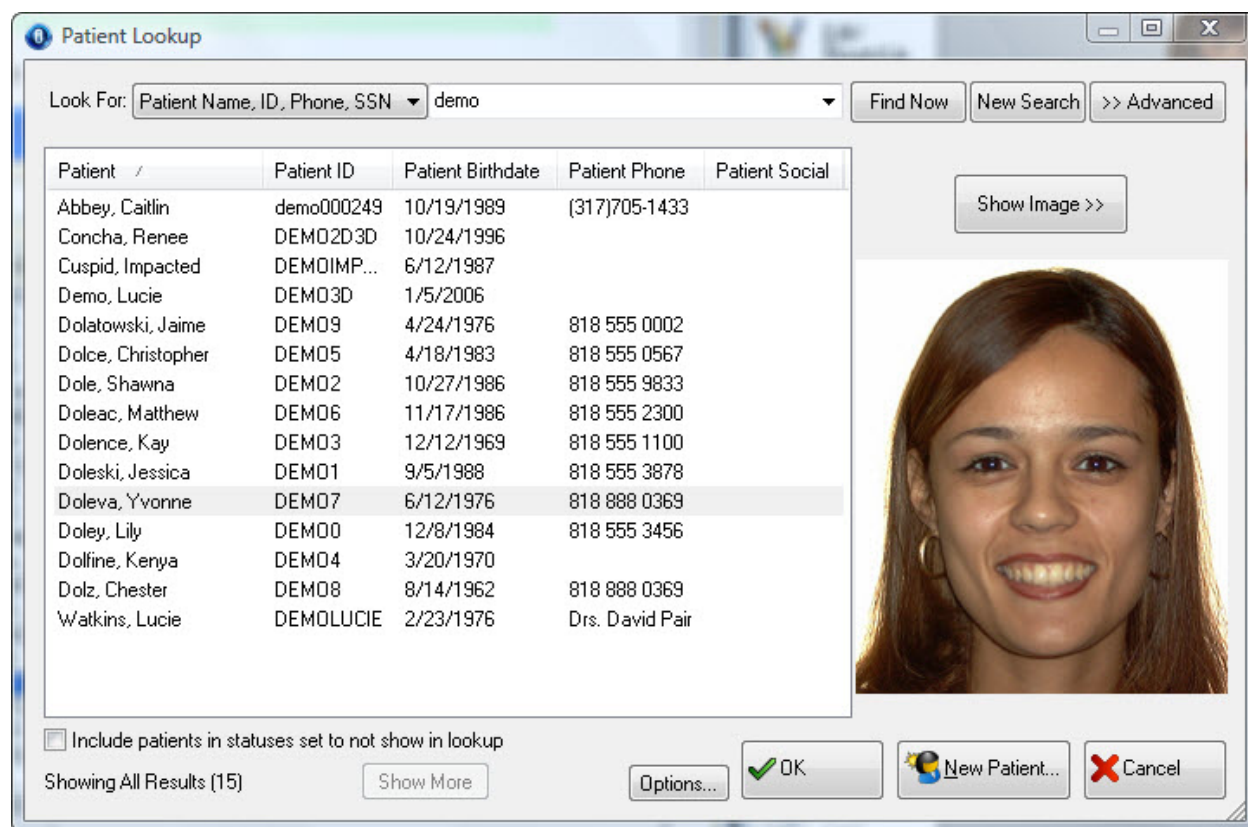 Patient Lookup
Look For: Patient Name, ID, Phone, SSN demo Find Now New Search >> Advanced
Patient Patient ID Patient Birthdate Patient Phone Patient Social
Show Image >>
Abbey, Caitlin demo000249 10/19/1989 (317)705-1433
Concha, Renee DEMO2D3D 10/24/1996
Cuspid, Impacted DEMOIMP... 6/12/1987
Demo, Lucie DEMO3D 1/5/2006
Dolatowski, Jaime DEMO9 4/24/1976 818 555 0002
Dolce, Christopher DEMO5 4/18/1983 818 555 0567
Dole, Shawna DEMO2 10/27/1986 818 555 9833
Doleac, Matthew DEMO6 11/17/1986 818 555 2300
Dolence, Kay DEMO3 12/12/1969 818 555 1100
Doleski, Jessica DEMO1 9/5/1988 818 555 3878
Doleva, Yvonne DEMO7 6/12/1976 818 888 0369
Doley, Lily DEMO0 12/8/1984 818 555 3456
Dolfine, Kenya DEMO4 3/20/1970
Dolz, Chester DEMO8 8/14/1962 818 888 0369
Watkins, Lucie DEMOLUCIE 2/23/1976 Drs. David Pair
Include patients in statuses set to not show in lookup
Showing All Results (15) Show More Options... OK New Patient... Cancel